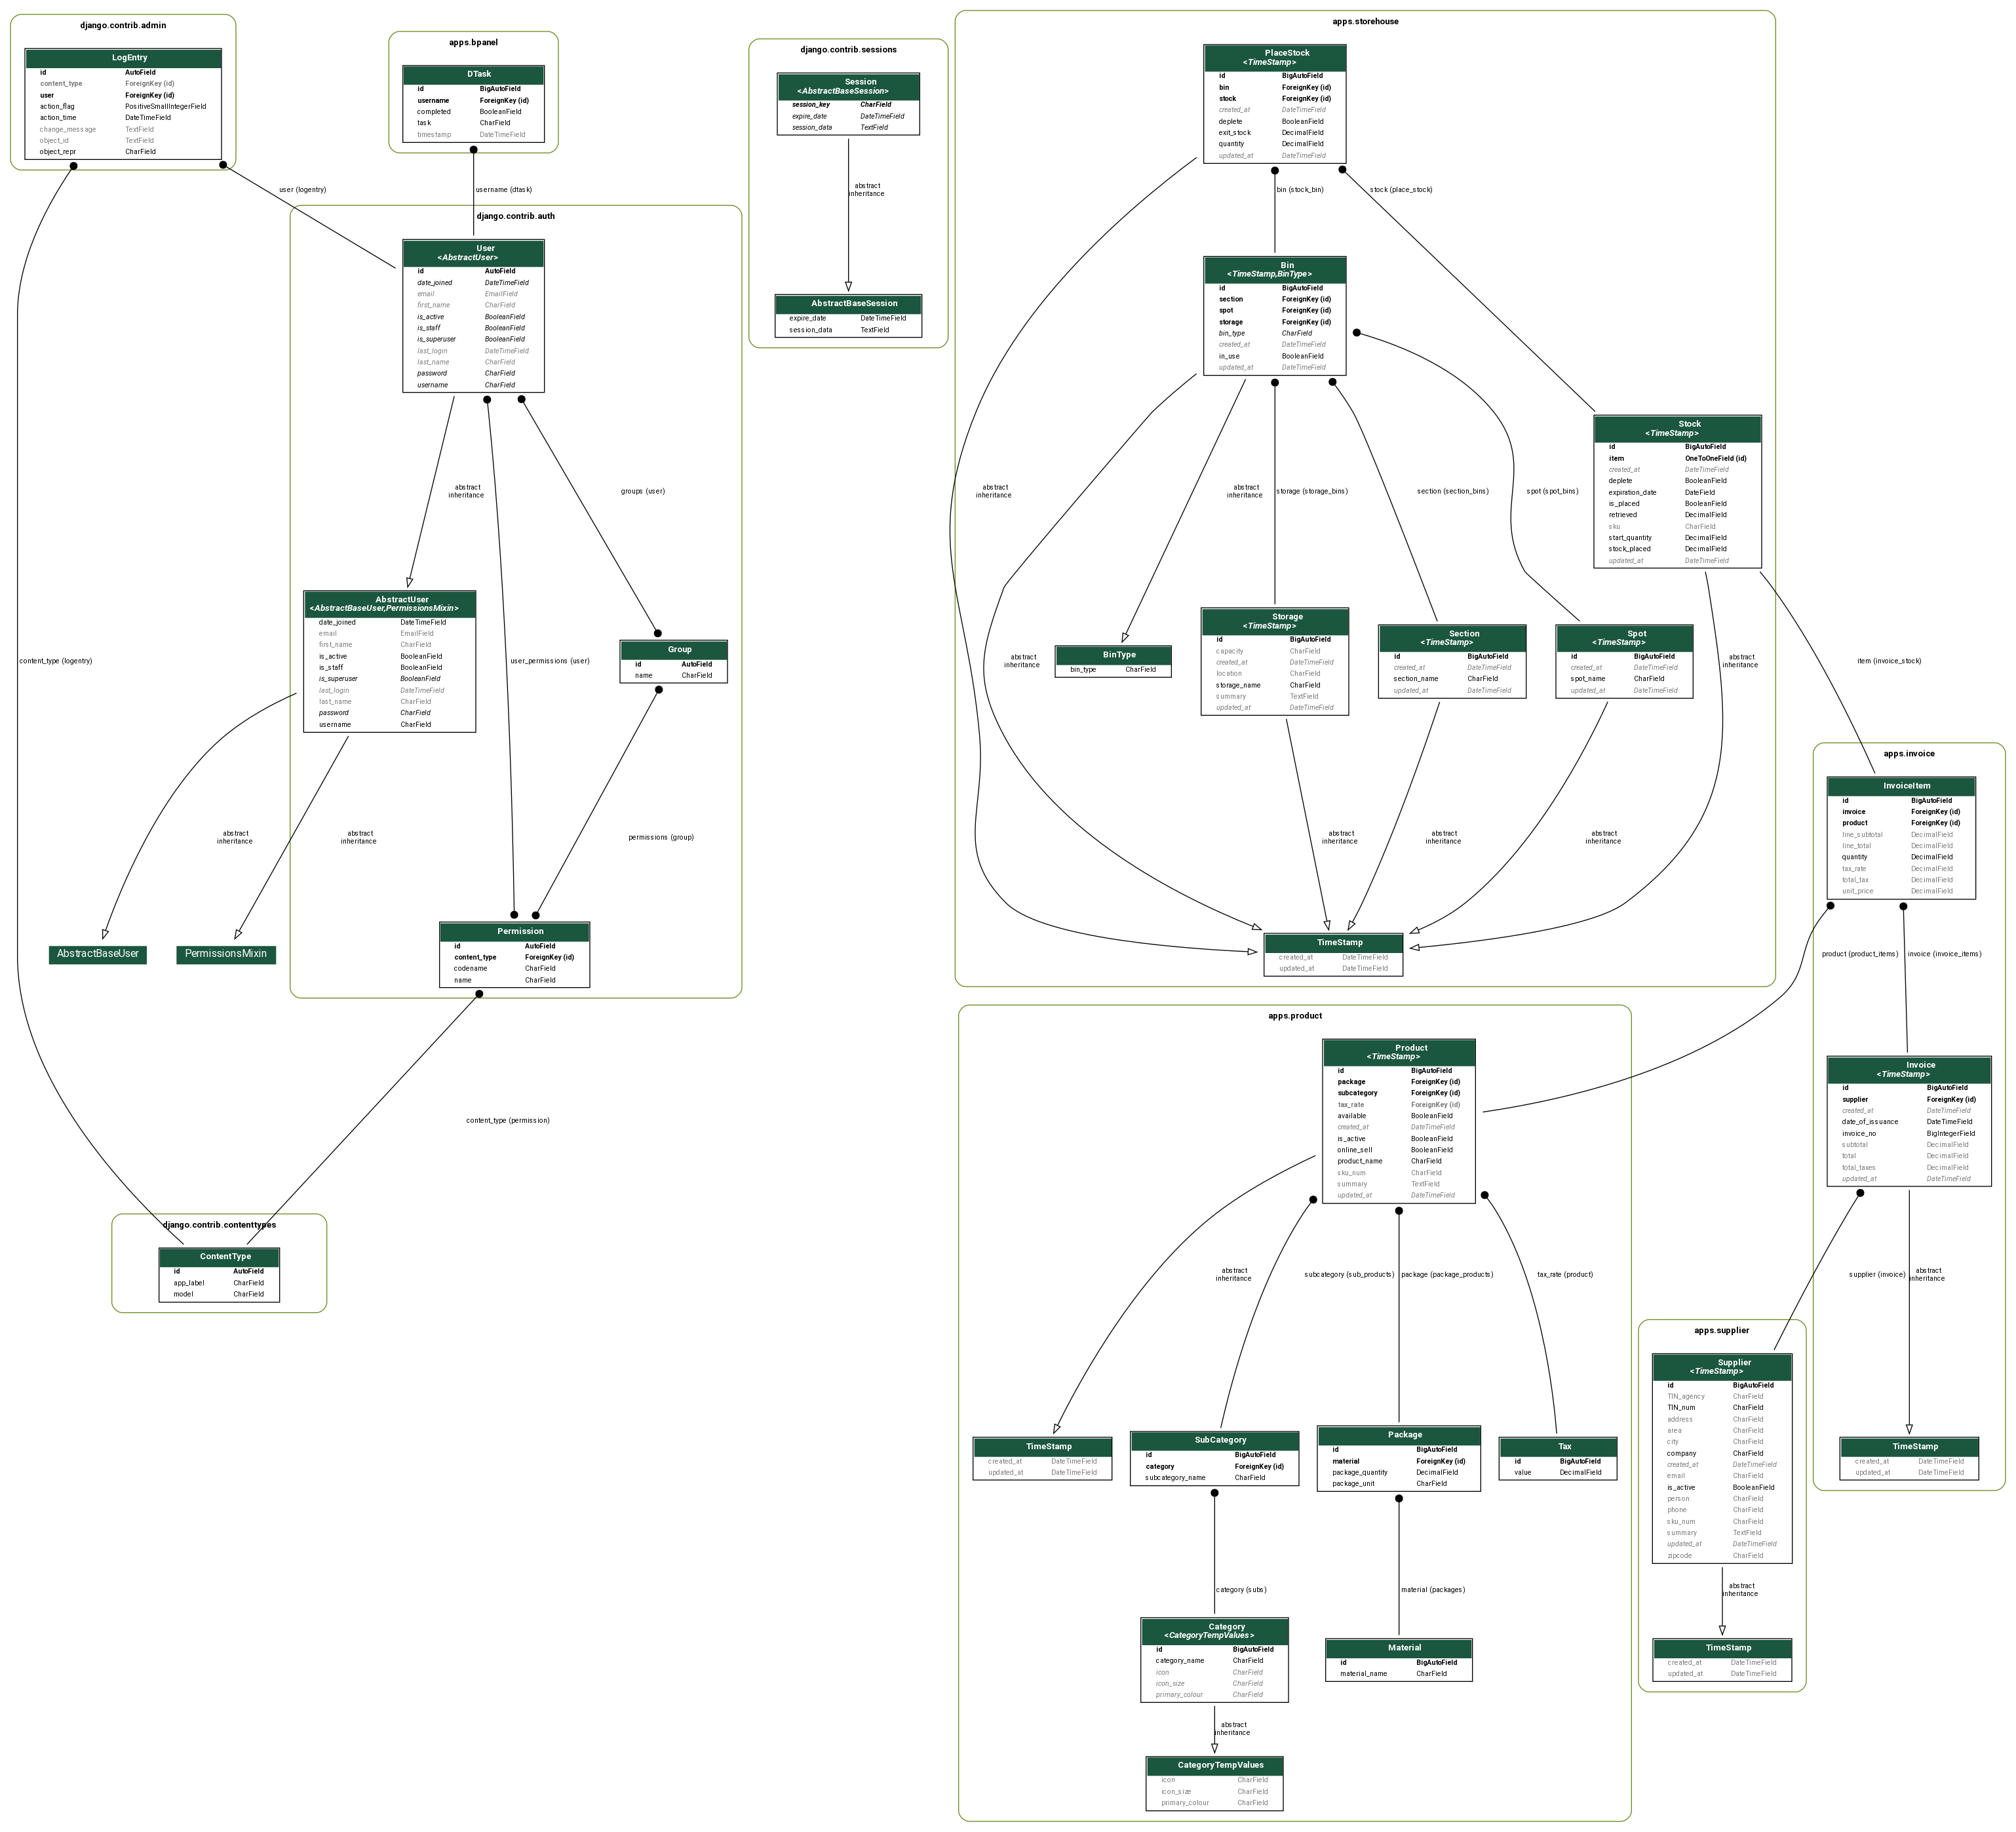 django.contrib.admin
LogEntry
id AutoField
content_type ForeignKey (id)
user ForeignKey (id)
action_flag PositiveSmallIntegerField
action_time DateTimeField
change_message TextField
object_id TextField
object_repr CharField
apps.bpanel
DTask
id BigAutoField
username ForeignKey (id)
completed BooleanField
task CharField
timestamp DateTimeField
user (logentry)
username (dtask)
content_type (logentry)
django.contrib.auth
User
<AbstractUser>
id AutoField
date_joined DateTimeField
email EmailField
first_name CharField
is_active BooleanField
is_staff BooleanField
is_superuser BooleanField
last_login DateTimeField
last_name CharField
password CharField
username CharField
abstract
inheritance
user_permissions (user)
groups (user)
AbstractUser
<AbstractBaseUser,PermissionsMixin>
date_joined DateTimeField
email EmailField
first_name CharField
is_active BooleanField
is_staff BooleanField
is_superuser BooleanField
last_login DateTimeField
last_name CharField
password CharField
username CharField
Group
id AutoField
name CharField
abstract
inheritance
abstract
inheritance
permissions (group)
AbstractBaseUser
PermissionsMixin
Permission
id AutoField
content_type ForeignKey (id)
codename CharField
name CharField
content_type (permission)
django.contrib.contenttypes
ContentType
id AutoField
app_label CharField
model CharField
django.contrib.sessions
Session
<AbstractBaseSession>
session_key CharField
expire_date DateTimeField
session_data TextField
abstract
inheritance
AbstractBaseSession
expire_date DateTimeField
session_data TextField
apps.storehouse
PlaceStock
<TimeStamp>
id BigAutoField
bin ForeignKey (id)
stock ForeignKey (id)
created_at DateTimeField
deplete BooleanField
exit_stock DecimalField
quantity DecimalField
updated_at DateTimeField
bin (stock_bin)
stock (place_stock)
Bin
<TimeStamp,BinType>
id BigAutoField
section ForeignKey (id)
spot ForeignKey (id)
storage ForeignKey (id)
bin_type CharField
created_at DateTimeField
in_use BooleanField
updated_at DateTimeField
Stock
<TimeStamp>
id BigAutoField
item OneToOneField (id)
created_at DateTimeField
deplete BooleanField
expiration_date DateField
is_placed BooleanField
retrieved DecimalField
sku CharField
start_quantity DecimalField
stock_placed DecimalField
updated_at DateTimeField
abstract
inheritance
abstract
inheritance
storage (storage_bins)
section (section_bins)
spot (spot_bins)
abstract
inheritance
BinType
bin_type CharField
Storage
<TimeStamp>
id BigAutoField
capacity CharField
created_at DateTimeField
location CharField
storage_name CharField
summary TextField
updated_at DateTimeField
Section
<TimeStamp>
id BigAutoField
created_at DateTimeField
section_name CharField
updated_at DateTimeField
Spot
<TimeStamp>
id BigAutoField
created_at DateTimeField
spot_name CharField
updated_at DateTimeField
abstract
inheritance
item (invoice_stock)
abstract
inheritance
abstract
inheritance
abstract
inheritance
TimeStamp
created_at DateTimeField
updated_at DateTimeField
apps.invoice
InvoiceItem
id BigAutoField
invoice ForeignKey (id)
product ForeignKey (id)
line_subtotal DecimalField
line_total DecimalField
quantity DecimalField
tax_rate DecimalField
total_tax DecimalField
unit_price DecimalField
product (product_items)
invoice (invoice_items)
Invoice
<TimeStamp>
id BigAutoField
supplier ForeignKey (id)
created_at DateTimeField
date_of_issuance DateTimeField
invoice_no BigIntegerField
subtotal DecimalField
total DecimalField
total_taxes DecimalField
updated_at DateTimeField
supplier (invoice)
abstract
inheritance
TimeStamp
created_at DateTimeField
updated_at DateTimeField
apps.supplier
Supplier
<TimeStamp>
id BigAutoField
TIN_agency CharField
TIN_num CharField
address CharField
area CharField
city CharField
company CharField
created_at DateTimeField
email CharField
is_active BooleanField
person CharField
phone CharField
sku_num CharField
summary TextField
updated_at DateTimeField
zipcode CharField
abstract
inheritance
TimeStamp
created_at DateTimeField
updated_at DateTimeField
apps.product
Product
<TimeStamp>
id BigAutoField
package ForeignKey (id)
subcategory ForeignKey (id)
tax_rate ForeignKey (id)
available BooleanField
created_at DateTimeField
is_active BooleanField
online_sell BooleanField
product_name CharField
sku_num CharField
summary TextField
updated_at DateTimeField
abstract
inheritance
subcategory (sub_products)
package (package_products)
tax_rate (product)
TimeStamp
created_at DateTimeField
updated_at DateTimeField
SubCategory
id BigAutoField
category ForeignKey (id)
subcategory_name CharField
Package
id BigAutoField
material ForeignKey (id)
package_quantity DecimalField
package_unit CharField
Tax
id BigAutoField
value DecimalField
category (subs)
material (packages)
Category
<CategoryTempValues>
id BigAutoField
category_name CharField
icon CharField
icon_size CharField
primary_colour CharField
Material
id BigAutoField
material_name CharField
abstract
inheritance
CategoryTempValues
icon CharField
icon_size CharField
primary_colour CharField